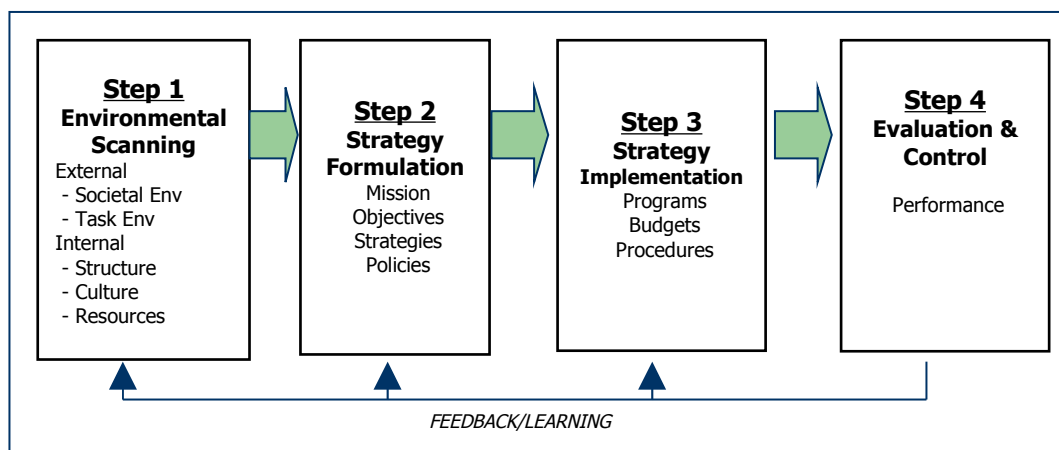 Step 1
Environmental
Scanning
External
- Societal Env
- Task Env
Internal
- Structure
- Culture
- Resources
Step 2
Strategy
Formulation
Mission
Objectives
Strategies
Policies
Step 3
Strategy
Implementation
Programs
Budgets
Procedures
Step 4
Evaluation &
Control
Performance
FEEDBACK/LEARNING